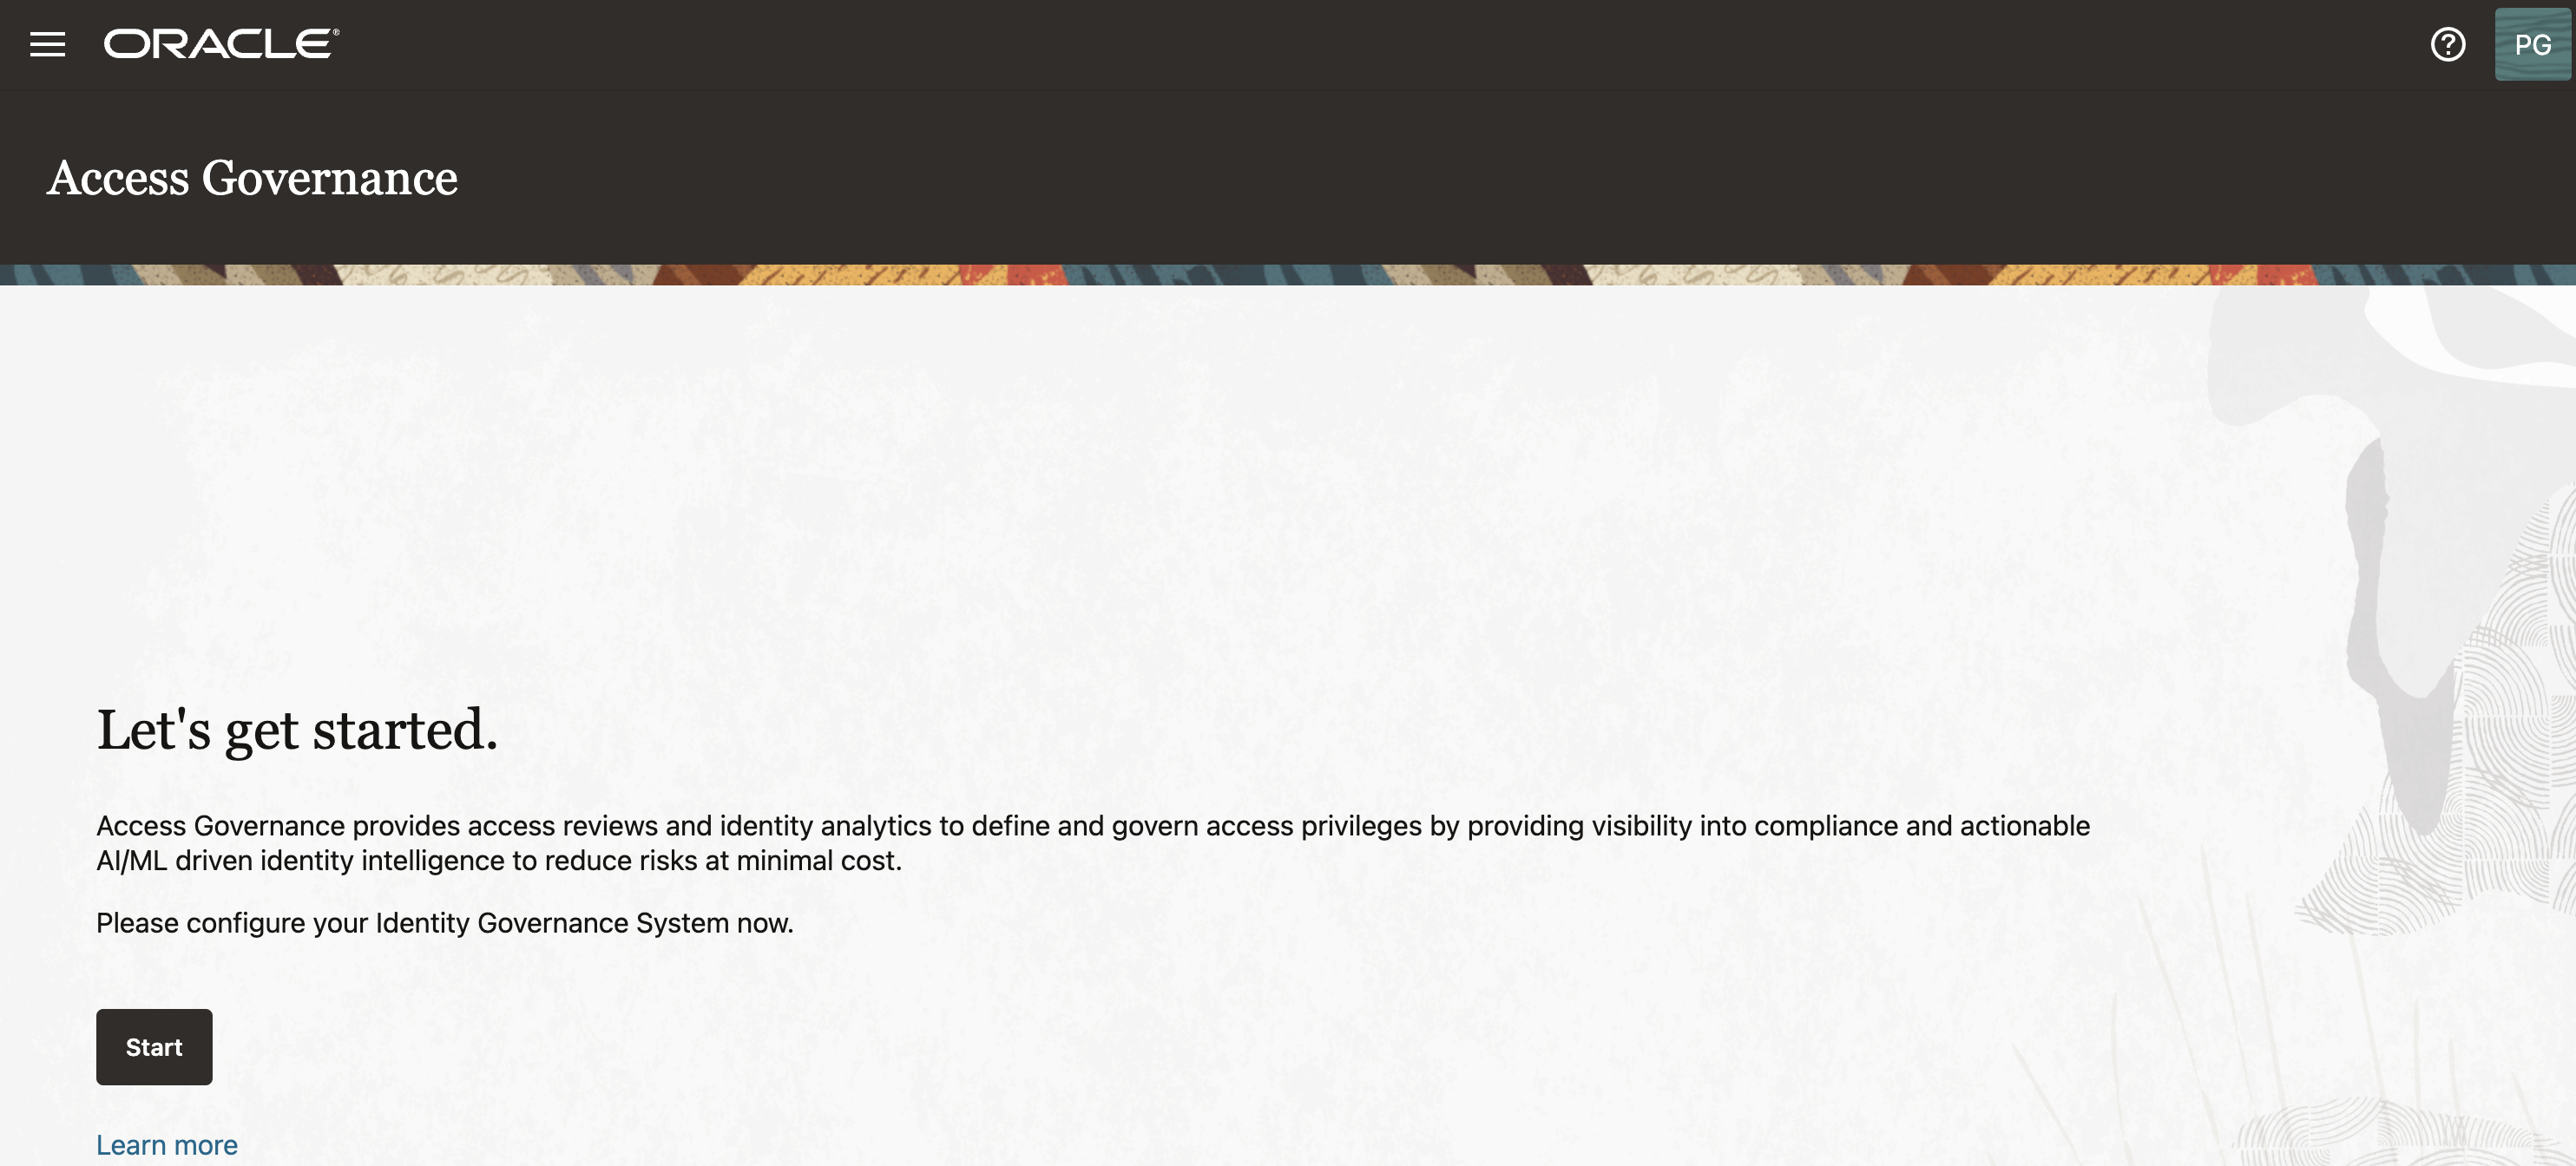 ORACLE®
PG
Access Governance
Let's get started.
Access Governance provides access reviews and identity analytics to define and govern access privileges by providing visibility into compliance and actionable
AI/ML driven identity intelligence to reduce risks at minimal cost.
Please configure your Identity Governance System now.
Start
Learn more